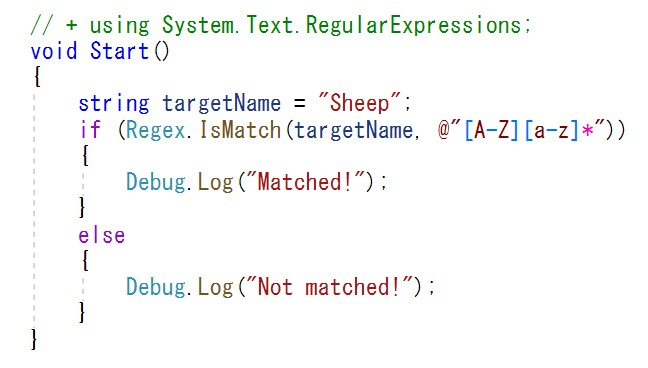 // + using System.Text.RegularExpressions;
void Start()
{
    string targetName = "Sheep";
    if (Regex.IsMatch(targetName, @"[A-Z][a-z]*"))
    {
        Debug.Log("Matched!");
    }
    else
    {
        Debug.Log("Not matched!");
    }
}